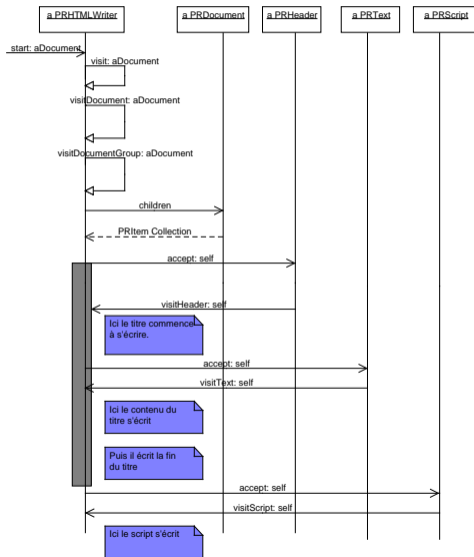 a PRHTMLWriter
a PRDocument
a PRHeader
a PRText
a PRScript
start: aDocument
visit: aDocument
visitDocument: aDocument
visitDocumentGroup: aDocument
children
PRItem Collection
accept: self
visitHeader: self
Ici le titre commence
à s'écrire.
accept: self
visitText: self
Ici le contenu du
titre s'écrit
Puis il écrit la fin
du titre
accept: self
visitScript: self
Ici le script s'écrit